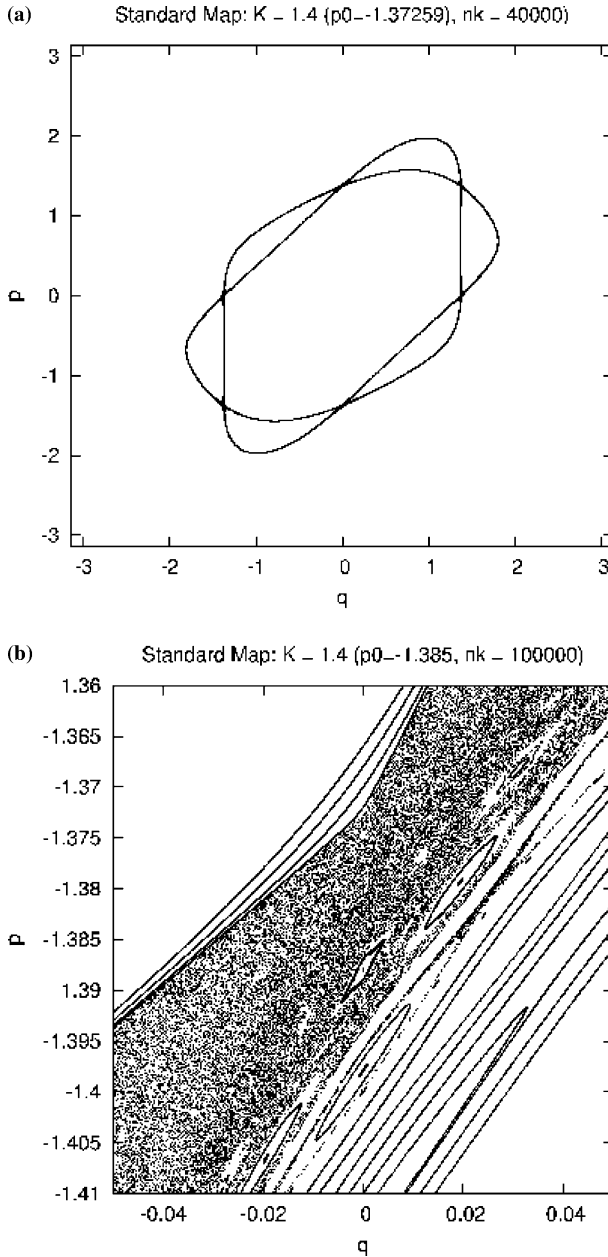 (a) Standard Map: K = 1.4 (p0=-1.37259), nk = 40000)
3
2
1
0
-1
-2
-3
p
-3 -2 -1 0 1 2 3
q
(b) Standard Map: K = 1.4 (p0=-1.385, nk = 100000)
1.36
-1.365
-1.37
-1.375
-1.38
-1.385
-1.39
-1.395
-1.4
-1.405
-1.41
p
-0.04 -0.02 0 0.02 0.04
q